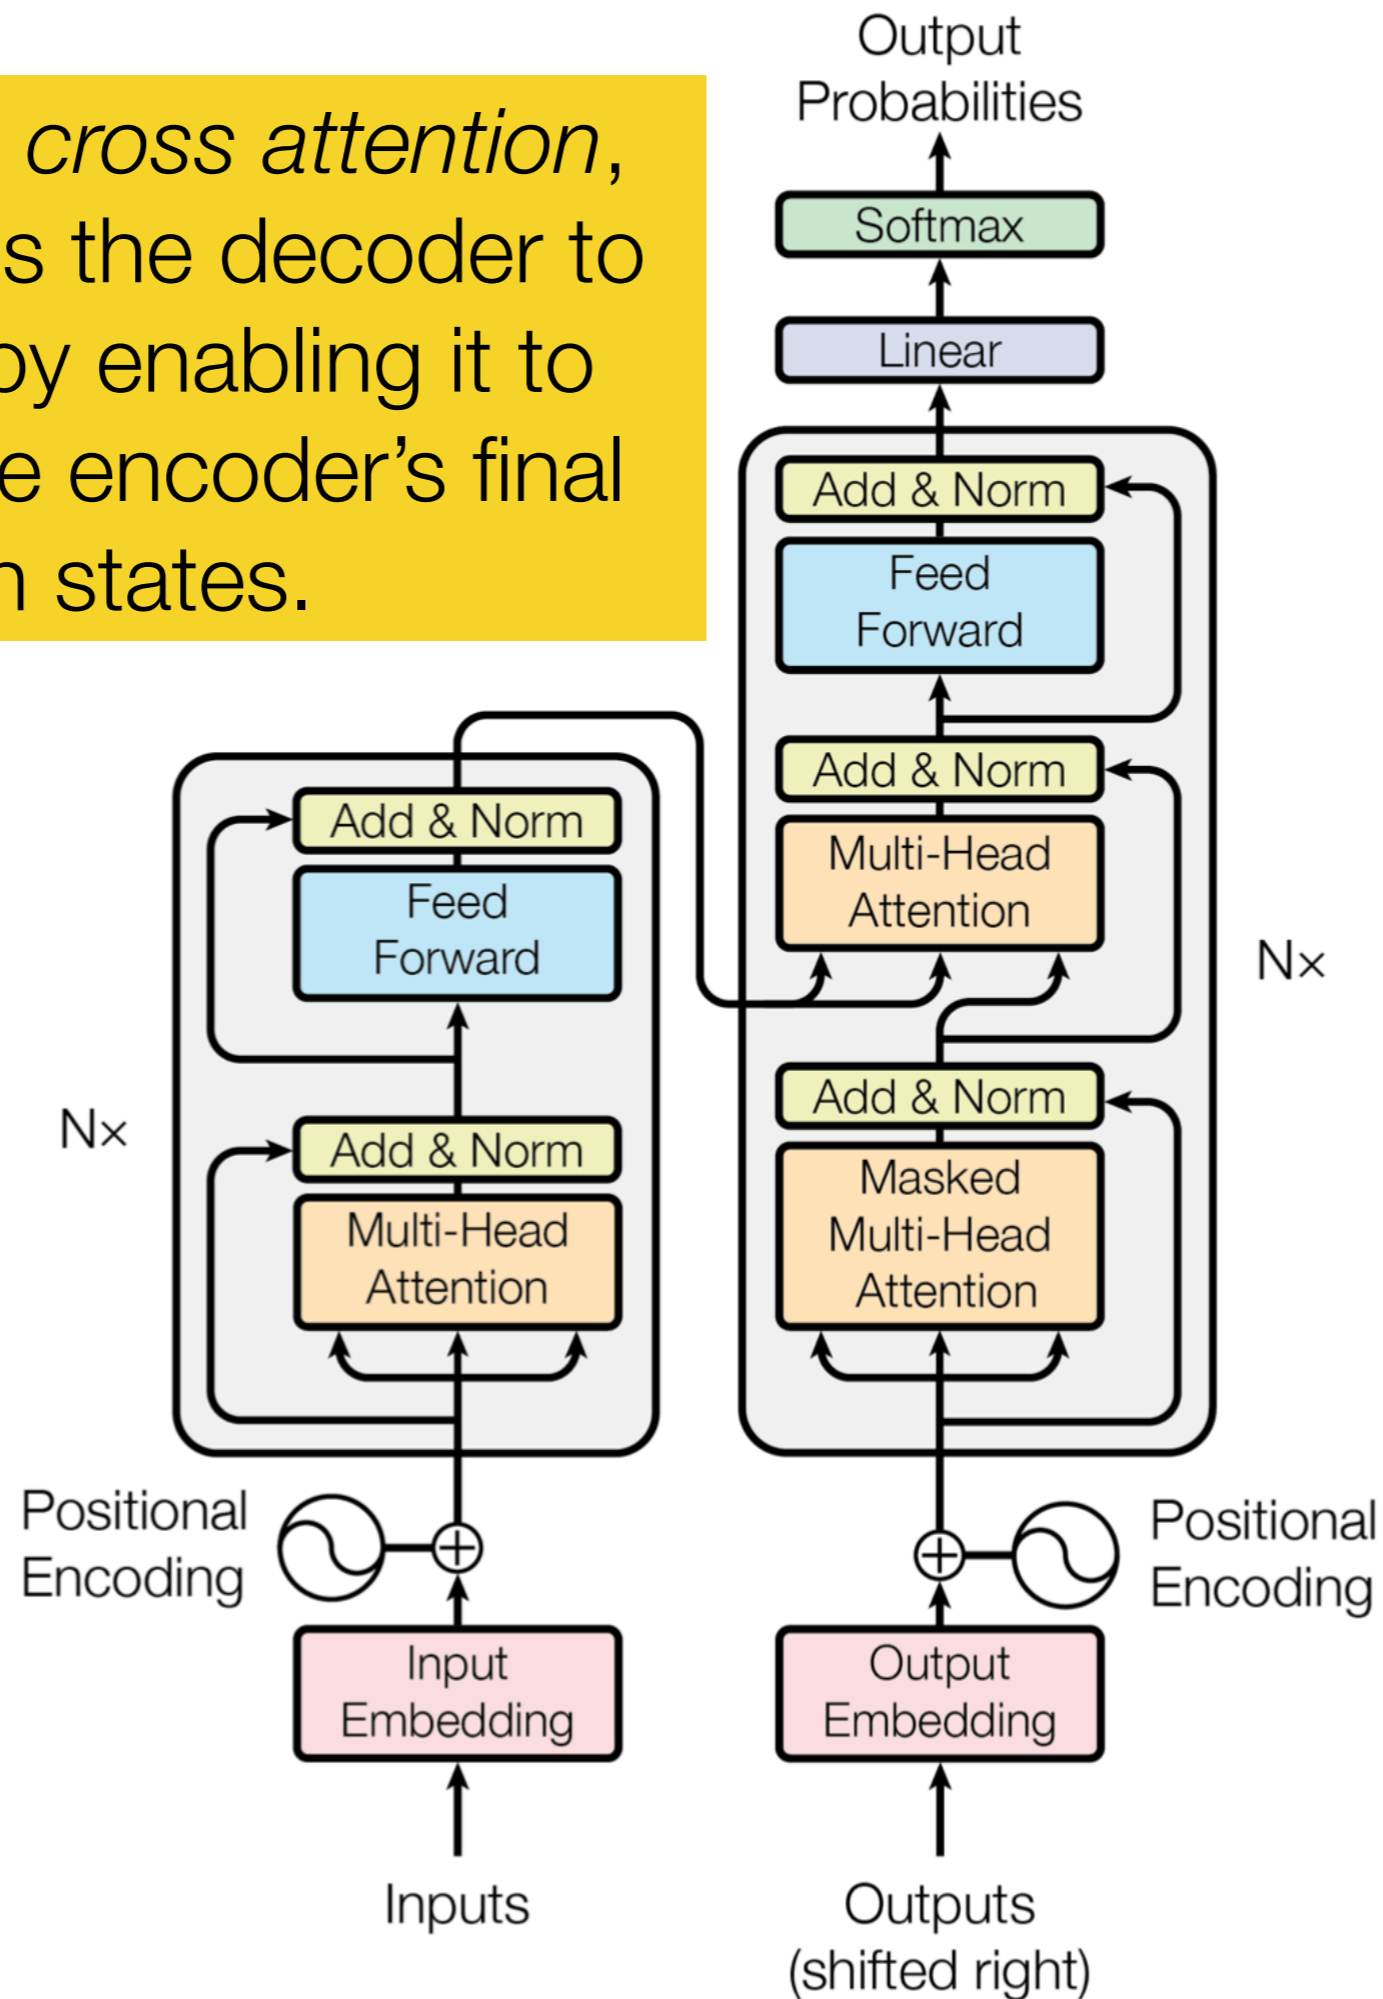 cross attention,
s the decoder to
by enabling it to
e encoder's final
n states.
Output
Probabilities
Softmax
Linear
Add & Norm
Feed
Forward
Add & Norm
Multi-Head
Attention
Nx
Add & Norm
Masked
Multi-Head
Attention
Add & Norm
Feed
Forward
Nx
Add & Norm
Multi-Head
Attention
Positional
Encoding
Positional
Encoding
Input
Embedding
Output
Embedding
Inputs
Outputs
(shifted right)